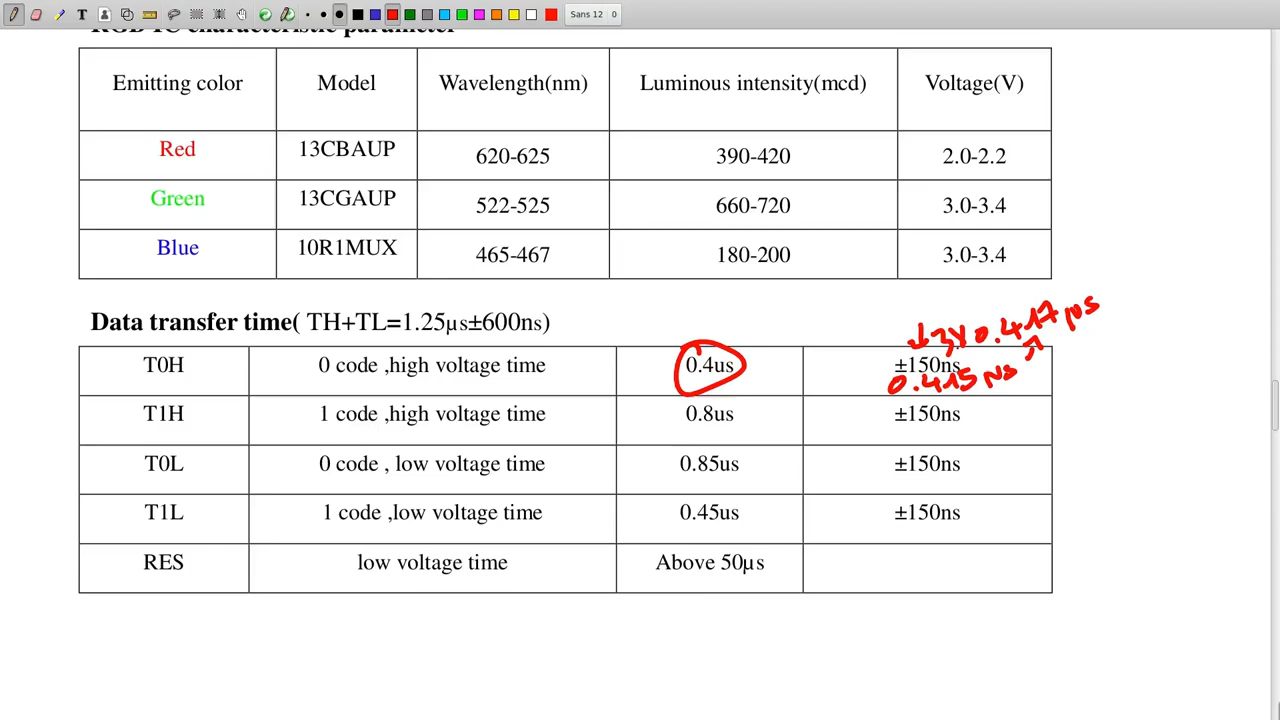 Sans 12 0
RGB IC characteristic parameter
Emitting color Model Wavelength(nm) Luminous intensity(mcd) Voltage(V)
Red 13CBAUP 620-625 390-420 2.0-2.2
Green 13CGAUP 522-525 660-720 3.0-3.4
Blue 10R1MUX 465-467 180-200 3.0-3.4
Data transfer time( TH+TL=1.25µs±600ns)
3x0.417 µs
T0H 0 code ,high voltage time 0.4us ±150ns
0.415 Ns
T1H 1 code ,high voltage time 0.8us ±150ns
T0L 0 code , low voltage time 0.85us ±150ns
T1L 1 code ,low voltage time 0.45us ±150ns
RES low voltage time Above 50µs